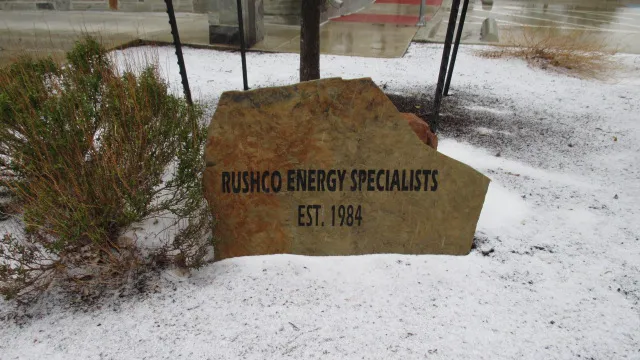 RUSHCO ENERGY SPECIALISTS
EST. 1984